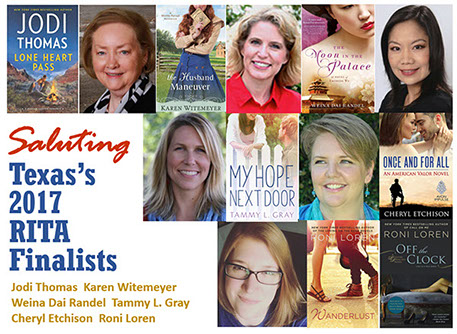 JODI
THOMAS
LONE HEART
PASS
the Husband
Maneuver
KAREN WITEMEYER
THE
MOON IN THE
PALACE
WEINA DAI RANDEL
Saluting
Texas's
2017
RITA
Finalists
Jodi Thomas Karen Witemeyer
Weina Dai Randel Tammy L. Gray
Cheryl Etchison Roni Loren
MY HOPE
NEXT DOOR
TAMMY L. GRAY
ONCE AND FOR ALL
AN AMERICAN VALOR NOVEL
CHERYL ETCHISON
RONI LOREN
WANDERLUST
RONI LOREN
OFF THE
CLOCK